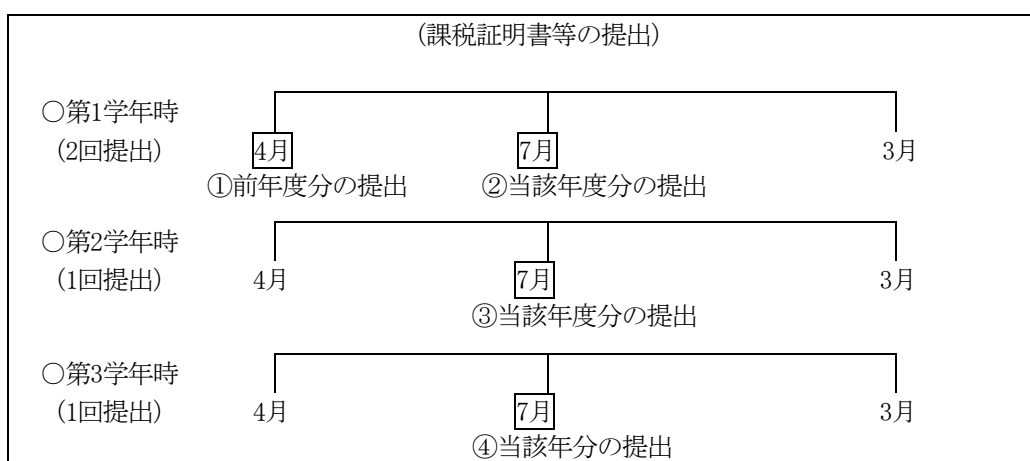 (課税証明書等の提出)
○第1学年時
(2回提出) 4月 7月 3月
①前年度分の提出 ②当該年度分の提出
○第2学年時
(1回提出) 4月 7月 3月
③当該年度分の提出
○第3学年時
(1回提出) 4月 7月 3月
④当該年分の提出